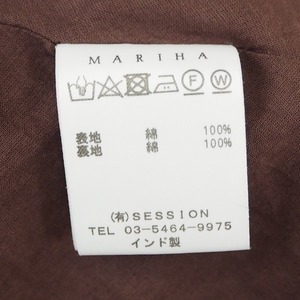 MARIHA
F W
表地 綿 100%
裏地 綿 100%
(有)SESSION
TEL 03-5464-9975
インド製